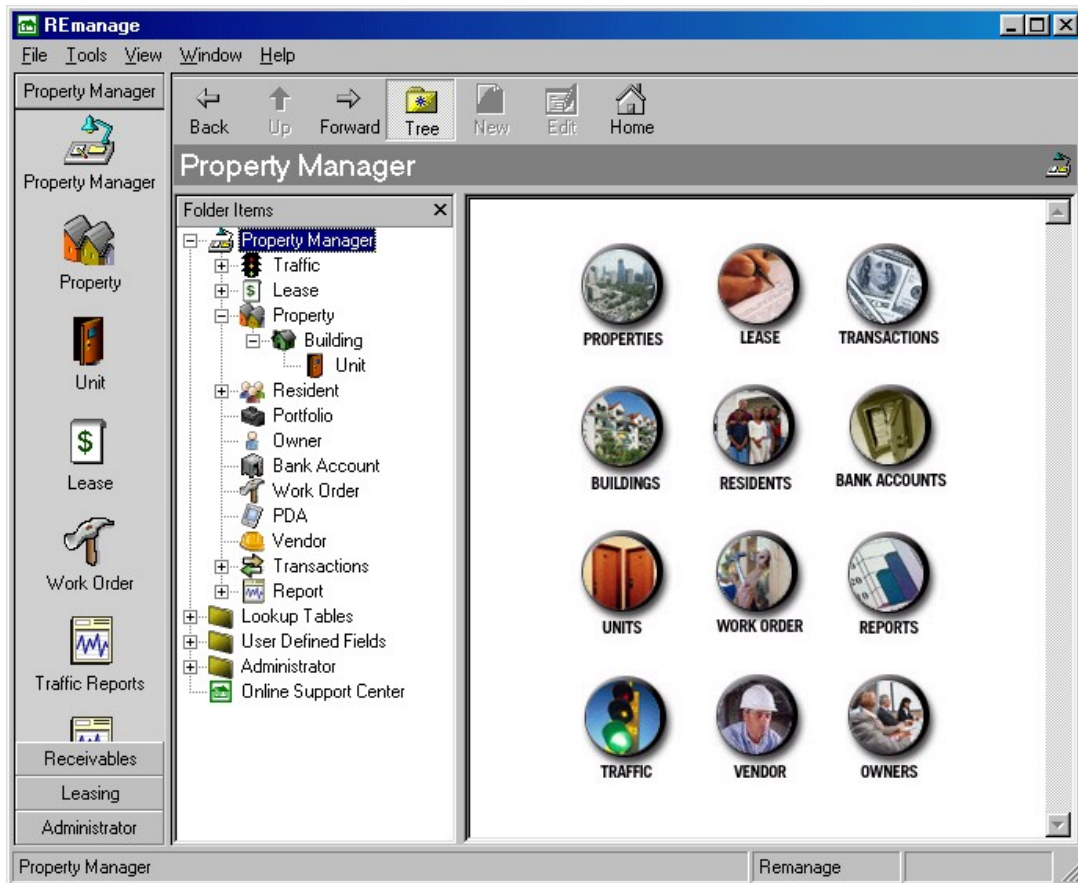 REmanage
File Tools View Window Help
Property Manager
Back Up Forward Tree New Edit Home
Property Manager
Property Manager
Property
Unit
Lease
Work Order
Traffic Reports
Receivables
Leasing
Administrator
Folder Items
Property Manager
Traffic
Lease
Property
Building
Unit
Resident
Portfolio
Owner
Bank Account
Work Order
PDA
Vendor
Transactions
Report
Lookup Tables
User Defined Fields
Administrator
Online Support Center
PROPERTIES LEASE TRANSACTIONS
BUILDINGS RESIDENTS BANK ACCOUNTS
20
10
UNITS WORK ORDER REPORTS
TRAFFIC VENDOR OWNERS
Property Manager Remanage